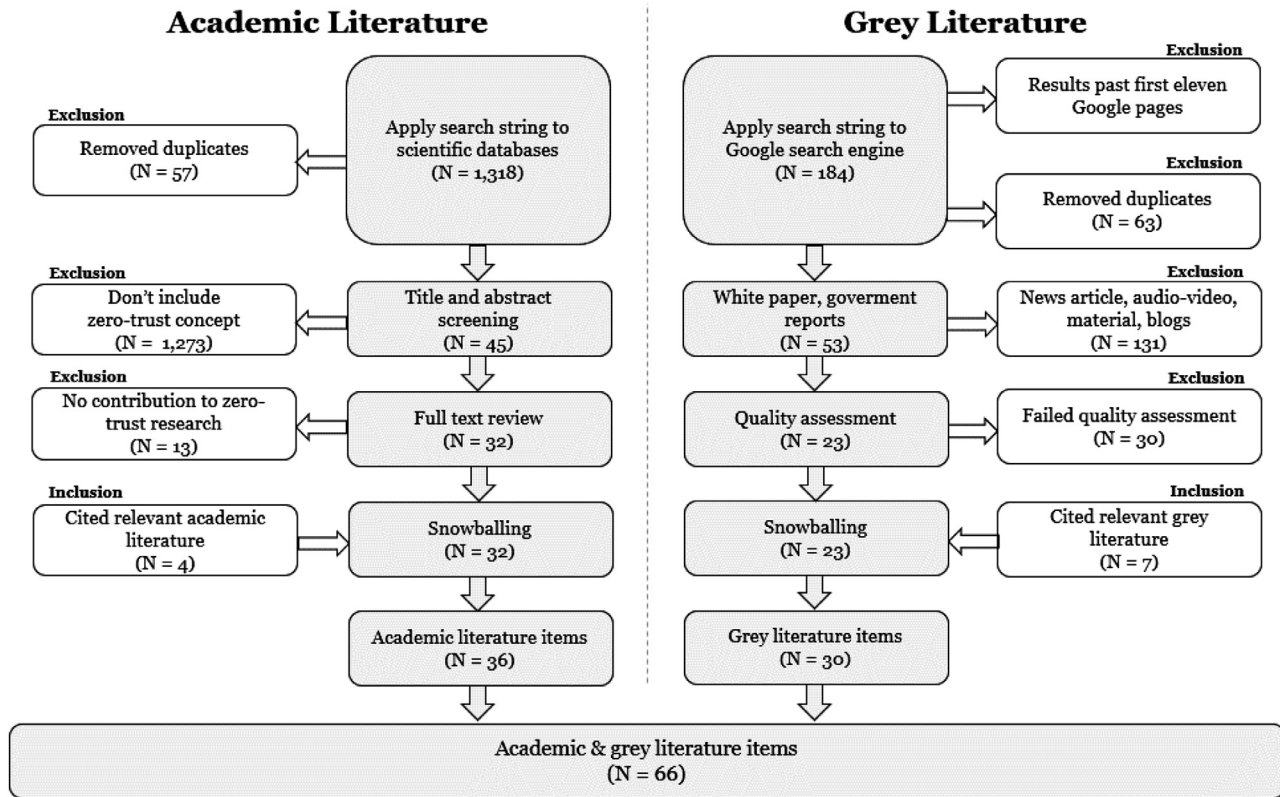 Academic Literature
Exclusion
Removed duplicates
(N = 57)
Apply search string to
scientific databases
(N = 1,318)
Exclusion
Don't include
zero-trust concept
(N = 1,273)
Title and abstract
screening
(N = 45)
Exclusion
No contribution to zero-
trust research
(N = 13)
Full text review
(N = 32)
Inclusion
Cited relevant academic
literature
(N = 4)
Snowballing
(N = 32)
Academic literature items
(N = 36)
Grey Literature
Apply search string to
Google search engine
(N = 184)
Exclusion
Results past first eleven
Google pages
Exclusion
Removed duplicates
(N = 63)
White paper, goverment
reports
(N = 53)
Exclusion
News article, audio-video,
material, blogs
(N = 131)
Quality assessment
(N = 23)
Exclusion
Failed quality assessment
(N = 30)
Snowballing
(N = 23)
Inclusion
Cited relevant grey
literature
(N = 7)
Grey literature items
(N = 30)
Academic & grey literature items
(N = 66)